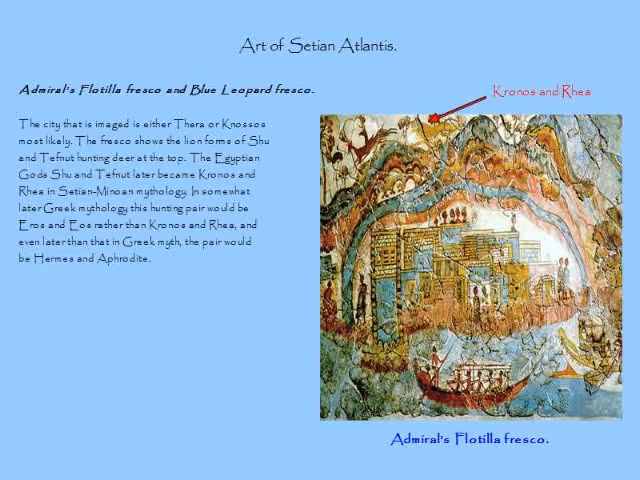 Art of Setian Atlantis.
Admiral's Flotilla fresco and Blue Leopard fresco.
Kronos and Rhea
The city that is imaged is either Thera or Knossos
most likely. The fresco shows the lion forms of Shu
and Tefnut hunting deer at the top. The Egyptian
Gods Shu and Tefnut later became Kronos and
Rhea in Setian-Minoan mythology. In somewhat
later Greek mythology this hunting pair would be
Eros and Eos rather than Kronos and Rhea, and
even later than that in Greek myth, the pair would
be Hermes and Aphrodite.
Admiral's Flotilla fresco.